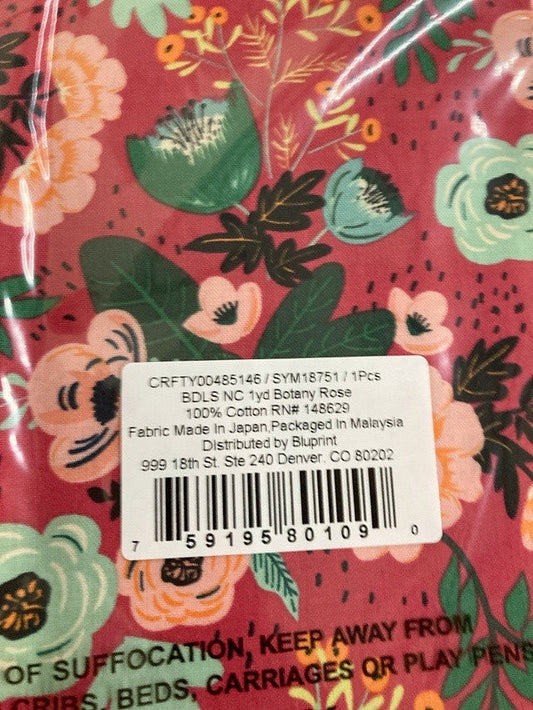 CRFTY00485146 / SYM18751 / 1Pcs
BDLS NC 1yd Botany Rose
100% Cotton RN# 148629
Fabric Made In Japan,Packaged In Malaysia
Distributed by Bluprint
999 18th St. Ste 240 Denver. CO 80202
7 59195 80109 0
OF SUFFOCATION, KEEP AWAY FROM
CRIBS, BEDS, CARRIAGES OR PLAY PENS